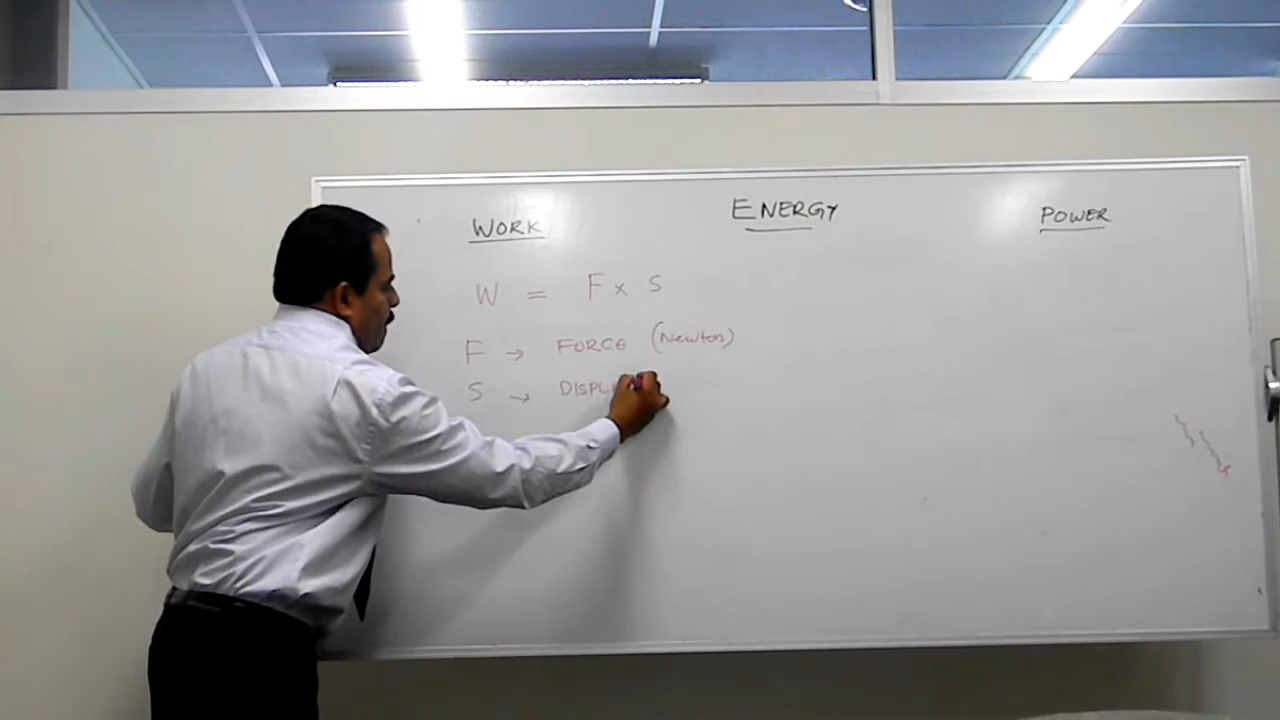 WORK ENERGY POWER
W = F x S
F → FORCE (Newton)
S → DISPL